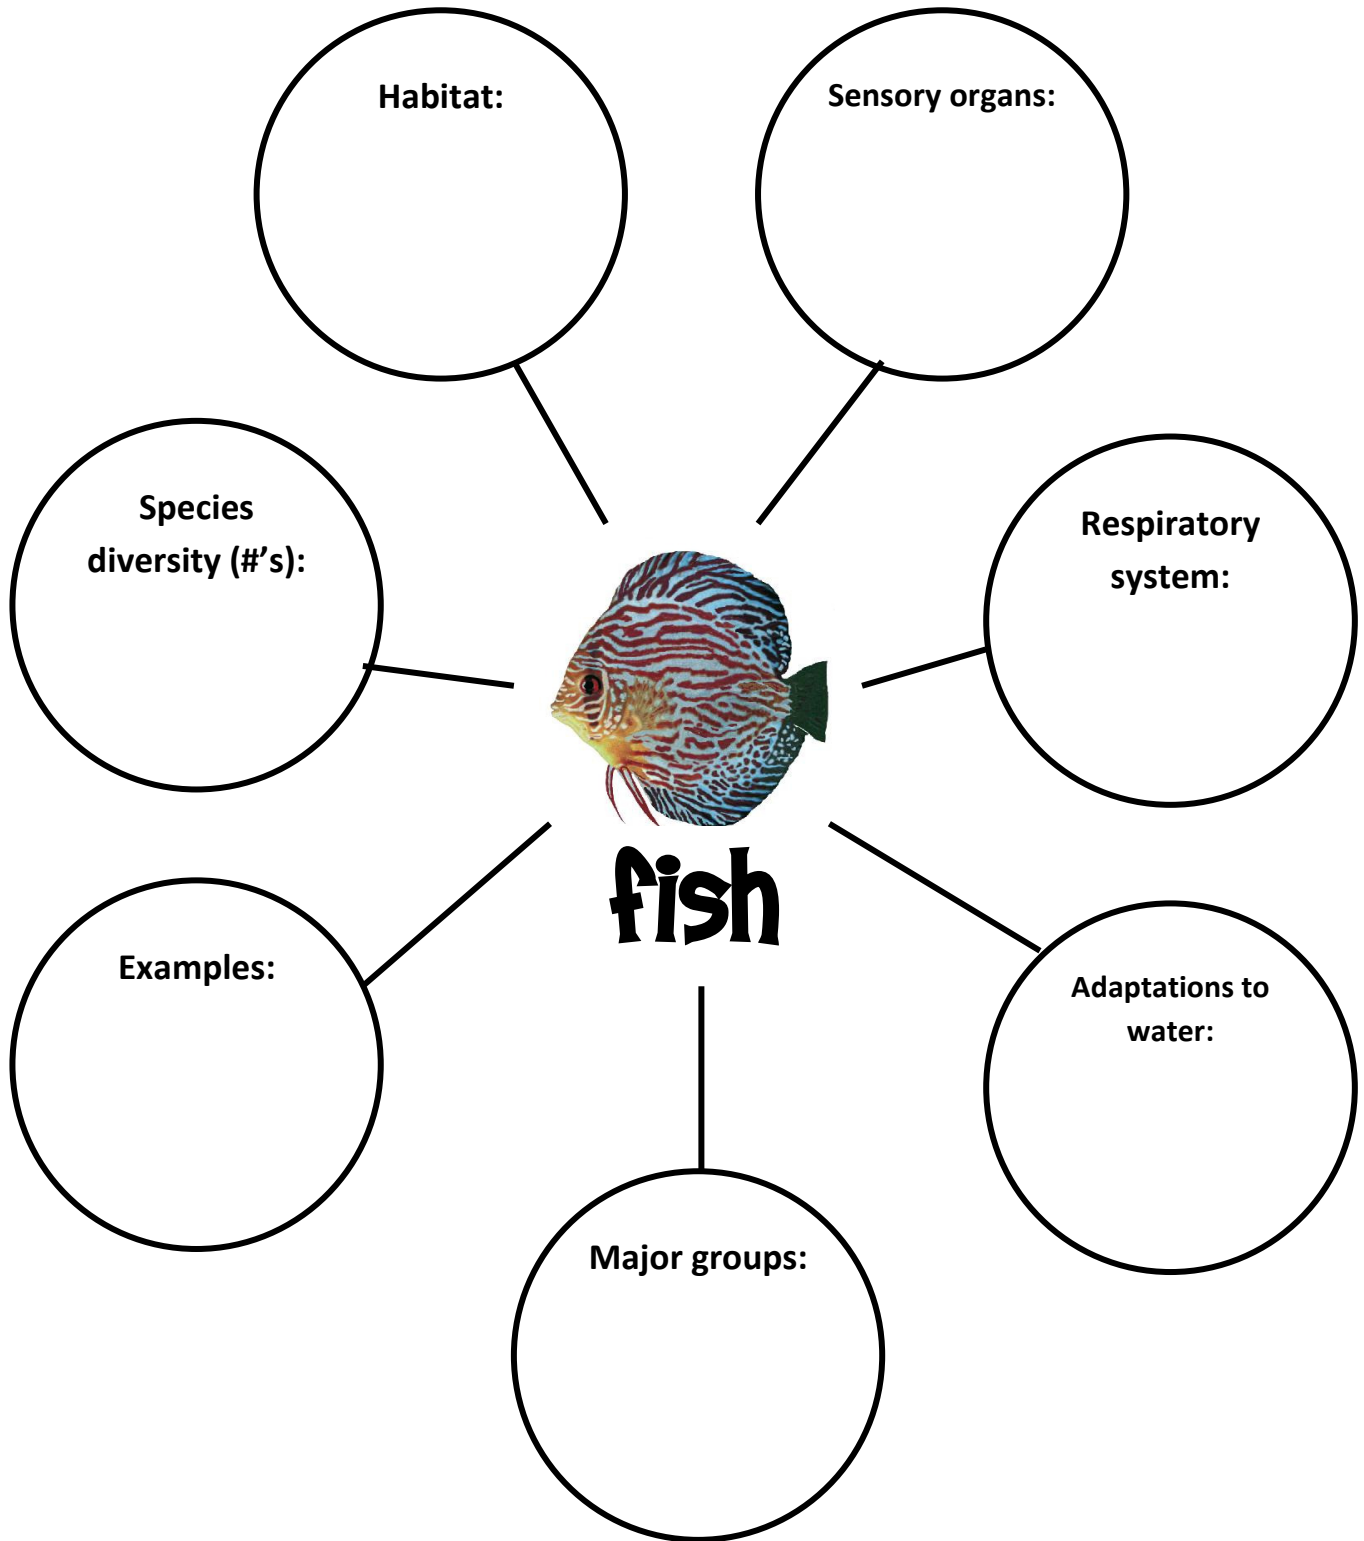 Habitat:
Sensory organs:
Species
diversity (#'s):
Respiratory
system:
fish
Examples:
Adaptations to
water:
Major groups: